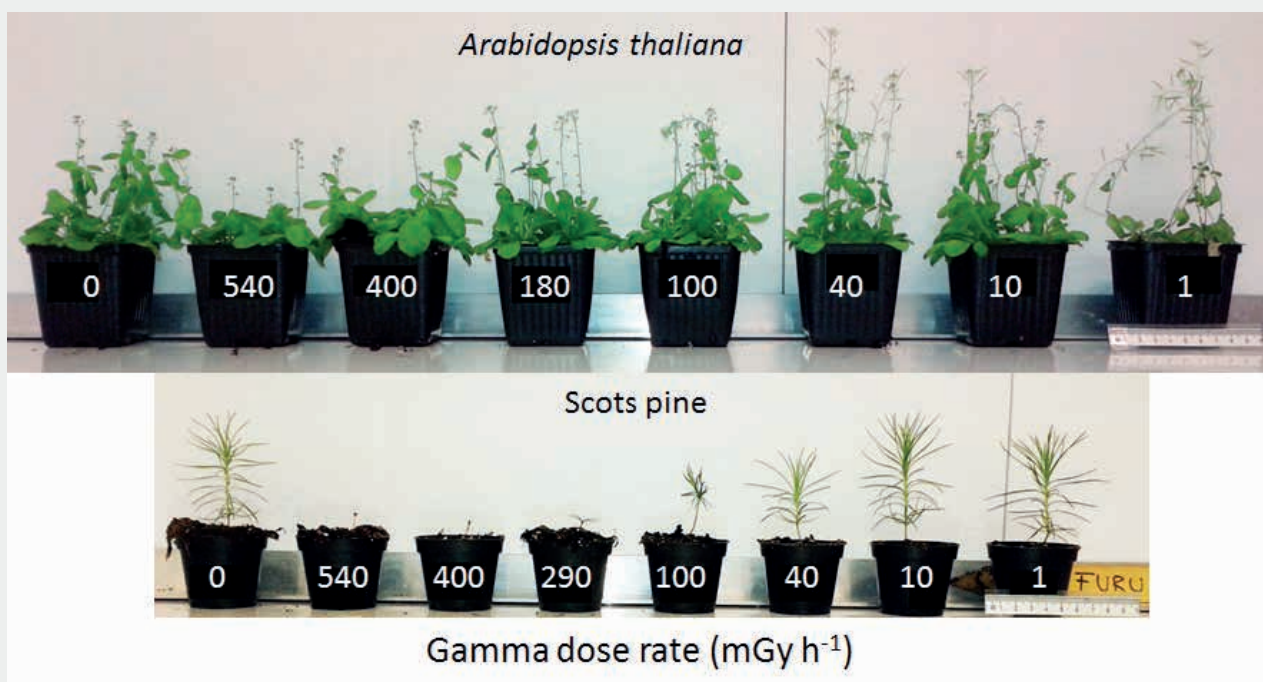 Arabidopsis thaliana
0 540 400 180 100 40 10 1
Scots pine
0 540 400 290 100 40 10 1 FURU
Gamma dose rate (mGy h⁻¹)